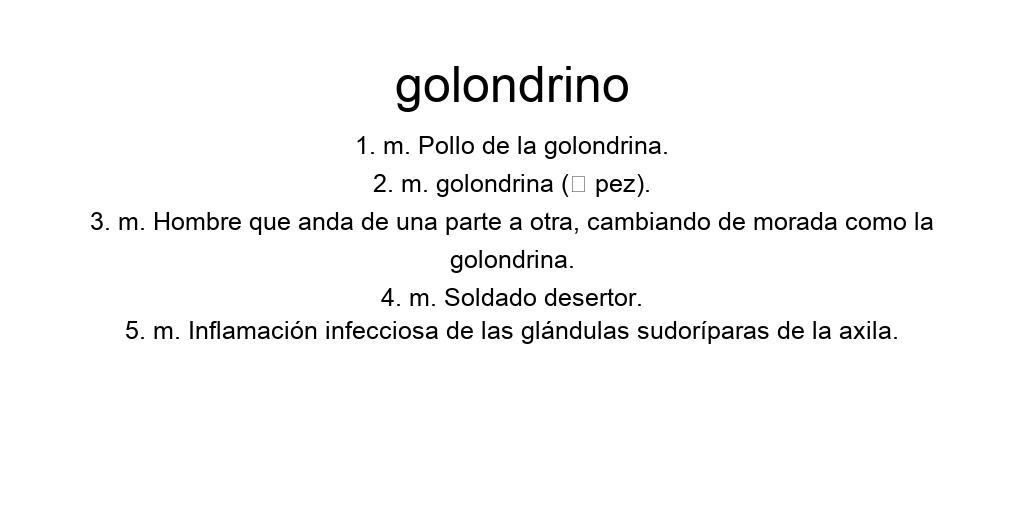 golondrino
1. m. Pollo de la golondrina.
2. m. golondrina (□ pez).
3. m. Hombre que anda de una parte a otra, cambiando de morada como la
golondrina.
4. m. Soldado desertor.
5. m. Inflamación infecciosa de las glándulas sudoríparas de la axila.